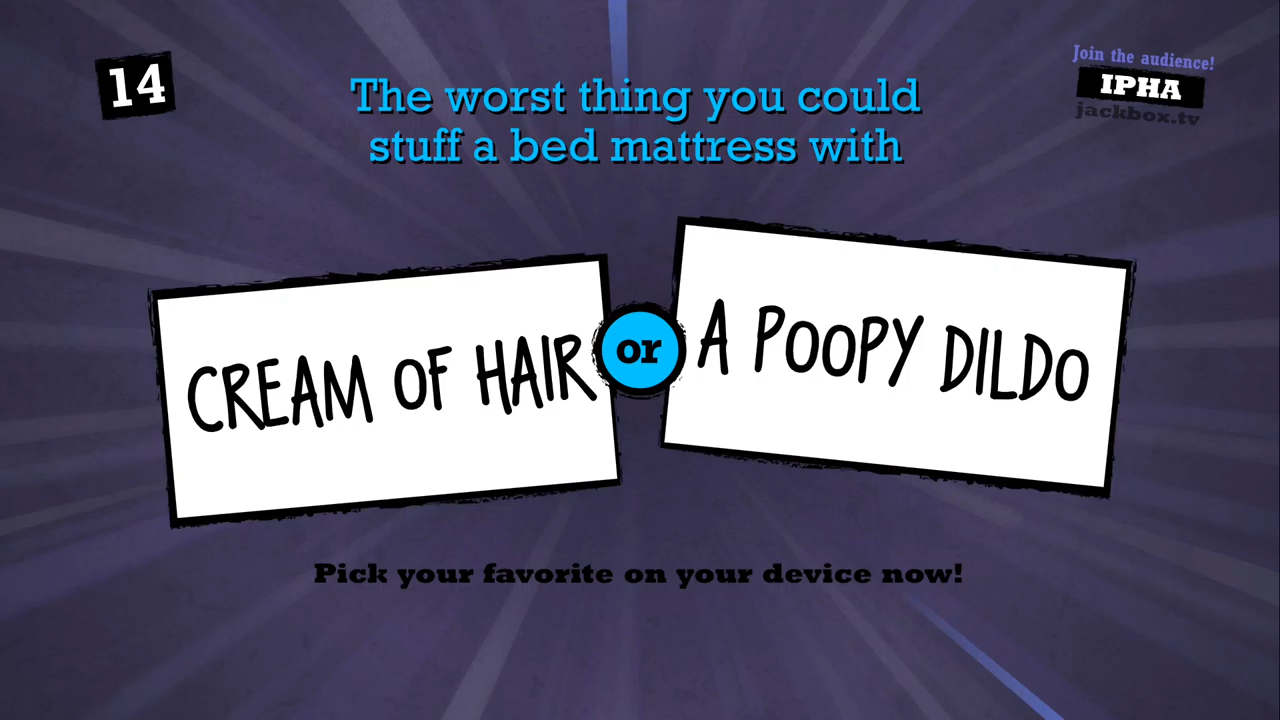 14
Join the audience!
IPHA
jackbox.tv
The worst thing you could
stuff a bed mattress with
CREAM OF HAIR
or
A POOPY DILDO
Pick your favorite on your device now!